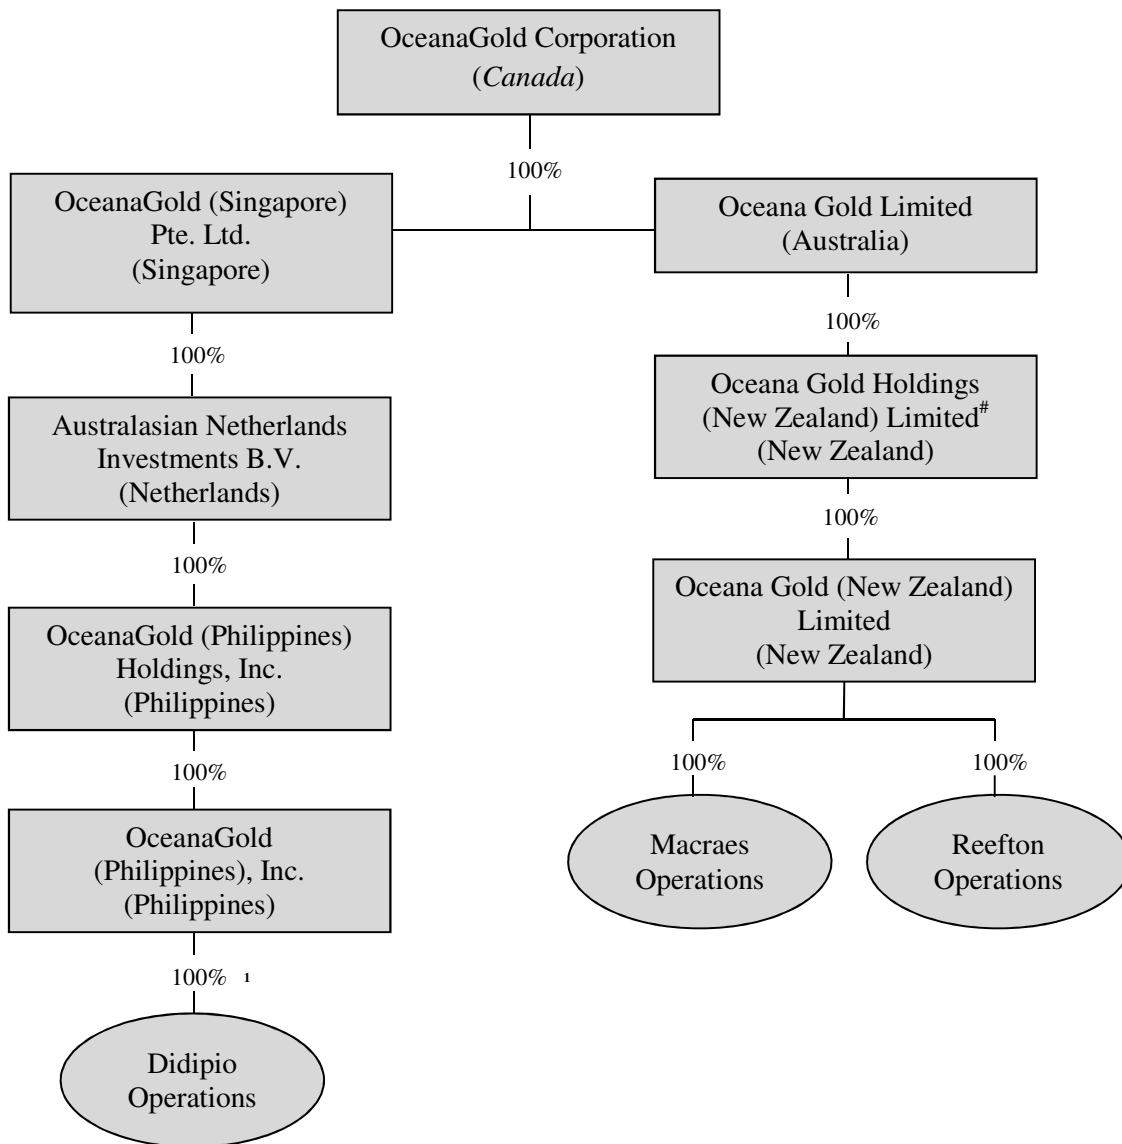 OceanaGold Corporation
(Canada)
100%
OceanaGold (Singapore)
Pte. Ltd.
(Singapore)
Oceana Gold Limited
(Australia)
100%
100%
Australasian Netherlands
Investments B.V.
(Netherlands)
Oceana Gold Holdings
(New Zealand) Limited#
(New Zealand)
100%
100%
OceanaGold (Philippines)
Holdings, Inc.
(Philippines)
Oceana Gold (New Zealand)
Limited
(New Zealand)
100%
100%
100%
OceanaGold
(Philippines), Inc.
(Philippines)
Macraes
Operations
Reefton
Operations
100% 1
Didipio
Operations